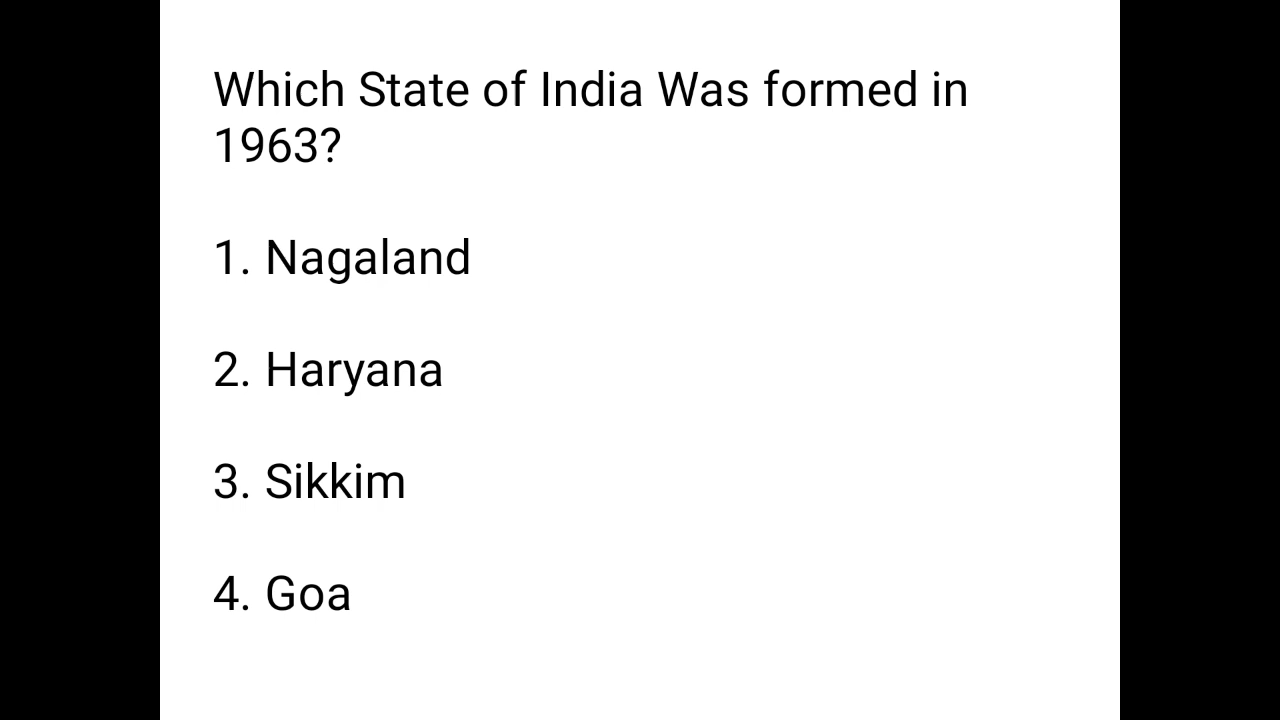 Which State of India Was formed in
1963?
1. Nagaland
2. Haryana
3. Sikkim
4. Goa